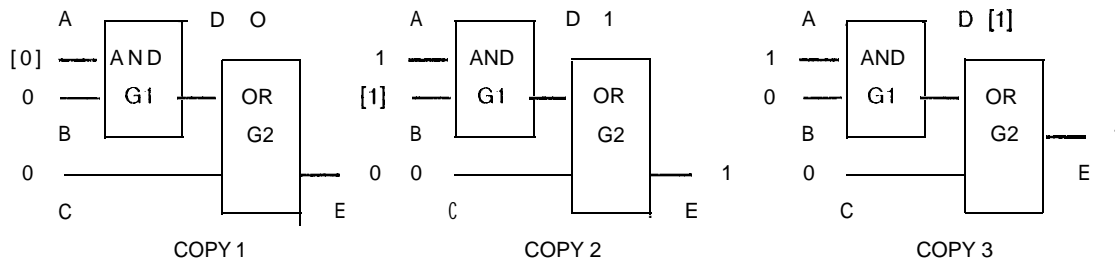 A D O A D 1 A D [1]
[0] AND 1 AND 1 AND
0 G1 OR [1] G1 OR 0 G1 OR
B G2 B G2 B G2
0 0 0 1 0 E
C E C E C
COPY 1 COPY 2 COPY 3